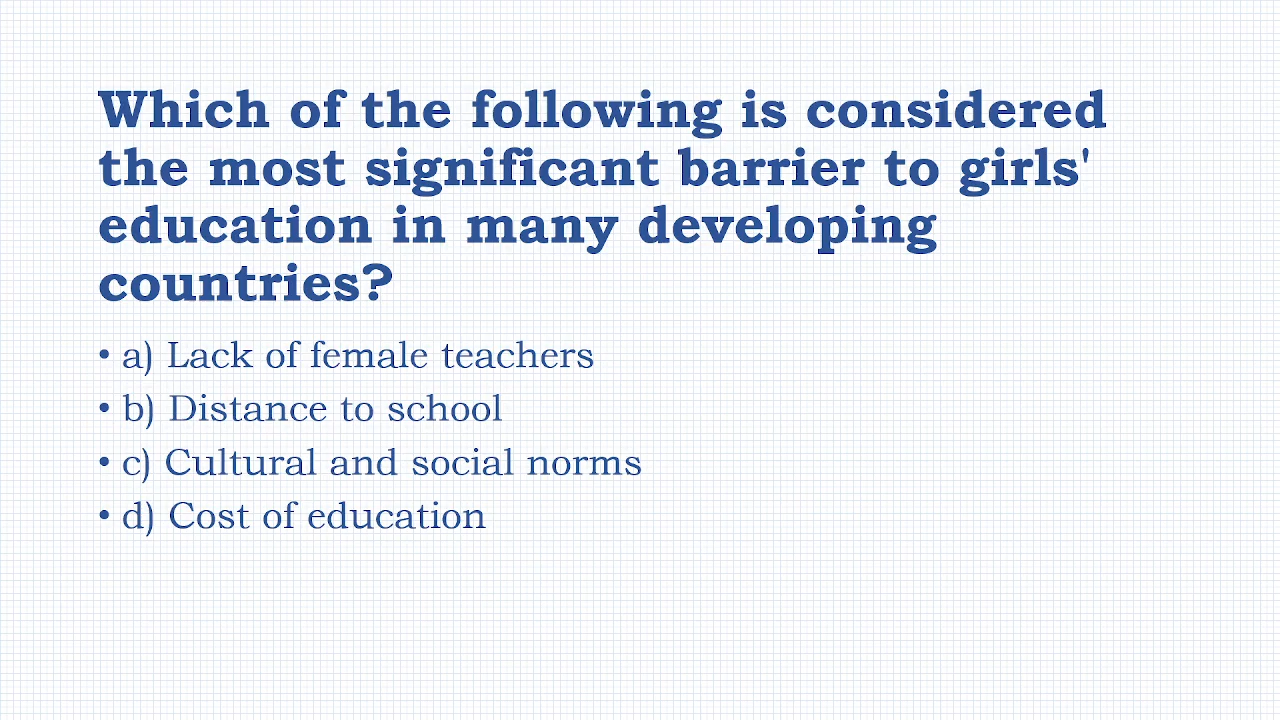 Which of the following is considered
the most significant barrier to girls'
education in many developing
countries?
• a) Lack of female teachers
• b) Distance to school
• c) Cultural and social norms
• d) Cost of education